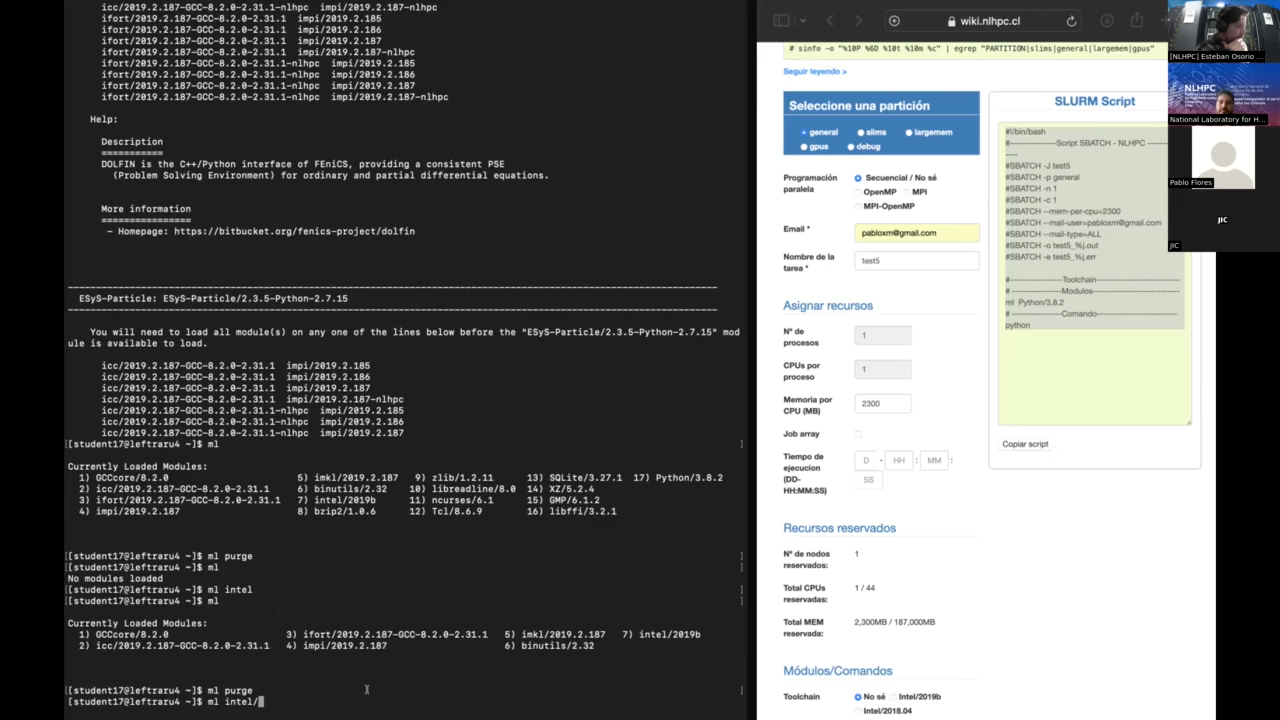 icc/2019.2.187-GCC-8.2.0-2.31.1-nlhpc  impi/2019.2.187-nlhpc
ifort/2019.2.187-GCC-8.2.0-2.31.1  impi/2019.2.185
ifort/2019.2.187-GCC-8.2.0-2.31.1  impi/2019.2.186
ifort/2019.2.187-GCC-8.2.0-2.31.1  impi/2019.2.187
ifort/2019.2.187-GCC-8.2.0-2.31.1  impi/2019.2.187-nlhpc
ifort/2019.2.187-GCC-8.2.0-2.31.1-nlhpc  impi/2019.2.185
ifort/2019.2.187-GCC-8.2.0-2.31.1-nlhpc  impi/2019.2.186
ifort/2019.2.187-GCC-8.2.0-2.31.1-nlhpc  impi/2019.2.187
ifort/2019.2.187-GCC-8.2.0-2.31.1-nlhpc  impi/2019.2.187-nlhpc
Help:
Description
===========
DOLFIN is the C++/Python interface of FEniCS, providing a consistent PSE
(Problem Solving Environment) for ordinary and partial differential equations.
More information
================
- Homepage: https://bitbucket.org/fenics-project/dolfin
ESyS-Particle: ESyS-Particle/2.3.5-Python-2.7.15
You will need to load all module(s) on any one of the lines below before the "ESyS-Particle/2.3.5-Python-2.7.15" mod
ule is available to load.
icc/2019.2.187-GCC-8.2.0-2.31.1  impi/2019.2.185
icc/2019.2.187-GCC-8.2.0-2.31.1  impi/2019.2.186
icc/2019.2.187-GCC-8.2.0-2.31.1  impi/2019.2.187
icc/2019.2.187-GCC-8.2.0-2.31.1  impi/2019.2.187-nlhpc
icc/2019.2.187-GCC-8.2.0-2.31.1-nlhpc  impi/2019.2.185
icc/2019.2.187-GCC-8.2.0-2.31.1-nlhpc  impi/2019.2.186
icc/2019.2.187-GCC-8.2.0-2.31.1-nlhpc  impi/2019.2.187
[[student17@leftraru4 ~]$ ml ]
Currently Loaded Modules:
1) GCCcore/8.2.0  5) imkl/2019.2.187  9) zlib/1.2.11  13) SQLite/3.27.1  17) Python/3.8.2
2) icc/2019.2.187-GCC-8.2.0-2.31.1  6) binutils/2.32  10) libreadline/8.0  14) XZ/5.2.4
3) ifort/2019.2.187-GCC-8.2.0-2.31.1  7) intel/2019b  11) ncurses/6.1  15) GMP/6.1.2
4) impi/2019.2.187  8) bzip2/1.0.6  12) Tcl/8.6.9  16) libffi/3.2.1
[[student17@leftraru4 ~]$ ml purge ]
[[student17@leftraru4 ~]$ ml ]
No modules loaded
[[student17@leftraru4 ~]$ ml intel ]
[[student17@leftraru4 ~]$ ml ]
Currently Loaded Modules:
1) GCCcore/8.2.0  3) ifort/2019.2.187-GCC-8.2.0-2.31.1  5) imkl/2019.2.187  7) intel/2019b
2) icc/2019.2.187-GCC-8.2.0-2.31.1  4) impi/2019.2.187  6) binutils/2.32
[[student17@leftraru4 ~]$ ml purge ]
[student17@leftraru4 ~]$ ml intel/
wiki.nlhpc.cl
# sinfo -o "%10P %6D %10t %10m %c" | egrep "PARTITION|slims|general|largemem|gpus"
Seguir leyendo >
Seleccione una partición
general slims largemem
gpus debug
Programación paralela
Secuencial / No sé
OpenMP MPI
MPI-OpenMP
Email *
pabloxm@gmail.com
Nombre de la tarea *
test5
Asignar recursos
Nº de procesos
1
CPUs por proceso
1
Memoria por CPU (MB)
2300
Job array
Tiempo de ejecucion (DD-HH:MM:SS)
D - HH : MM :
SS
Recursos reservados
Nº de nodos reservados:
1
Total CPUs reservadas:
1 / 44
Total MEM reservada:
2,300MB / 187,000MB
Módulos/Comandos
Toolchain
No sé Intel/2019b
Intel/2018.04
SLURM Script
#!/bin/bash
#---------------Script SBATCH - NLHPC -------
----
#SBATCH -J test5
#SBATCH -p general
#SBATCH -n 1
#SBATCH -c 1
#SBATCH --mem-per-cpu=2300
#SBATCH --mail-user=pabloxm@gmail.com
#SBATCH --mail-type=ALL
#SBATCH -o test5_%j.out
#SBATCH -e test5_%j.err
#-----------------Toolchain---------------------------
# ----------------Modulos----------------------------
ml  Python/3.8.2
# ----------------Comando--------------------------
python
Copiar script
[NLHPC] Esteban Osorio ...
NLHPC
National Laboratory for H...
Pablo Flores
JIC
JIC